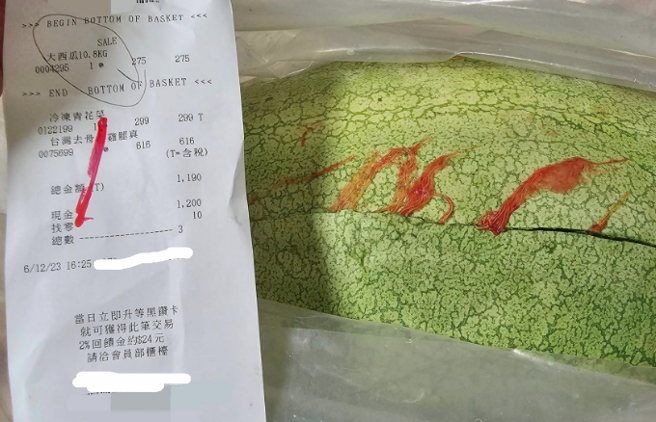 >>> BEGIN BOTTOM OF BASKET <<<
SALE
大西瓜10.8KG
0004295 1 275 275
>>> END BOTTOM OF BASKET <<<
冷凍青花菜
0122199 1 299 299 T
台灣去骨 雞腿真
0075699 616 616
(T=含稅)
總金額 T) 1,190
現金 1,200
找零 10
總數 ---------------- 3
6/12/23 16:25
當日立即升等黑鑽卡
就可獲得此筆交易
2%回饋金約$24元
請洽會員部櫃檯